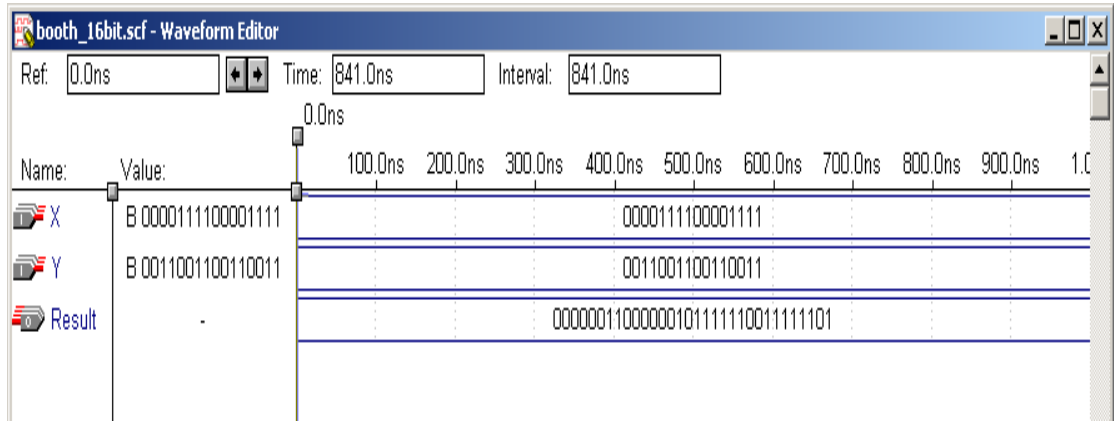 booth_16bit.scf - Waveform Editor
Ref: 0.0ns Time: 841.0ns Interval: 841.0ns
0.0ns
Name: Value: 100.0ns 200.0ns 300.0ns 400.0ns 500.0ns 600.0ns 700.0ns 800.0ns 900.0ns 1.0
X B 0000111100001111 0000111100001111
Y B 0011001100110011 0011001100110011
Result - 00000011000000101111110011111101